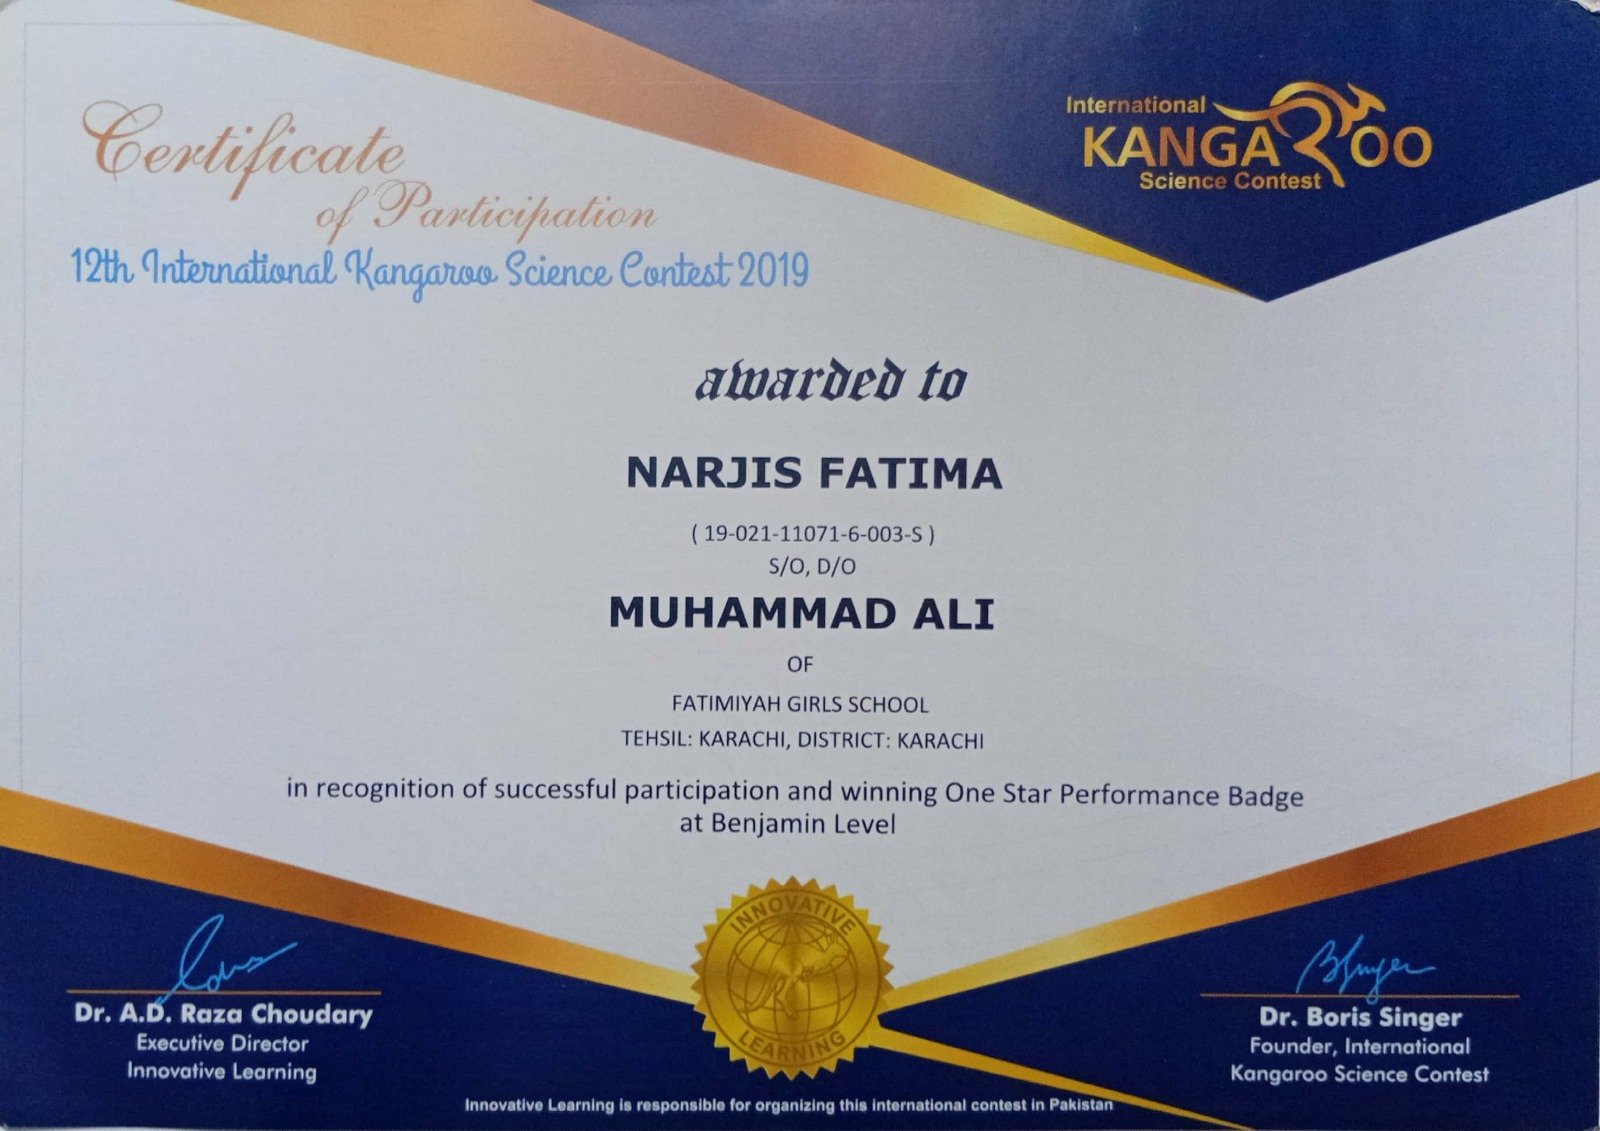 International
KANGAROO
Science Contest
Certificate
of Participation
12th International Kangaroo Science Contest 2019
awarded to
NARJIS FATIMA
( 19-021-11071-6-003-S )
S/O, D/O
MUHAMMAD ALI
OF
FATIMIYAH GIRLS SCHOOL
TEHSIL: KARACHI, DISTRICT: KARACHI
in recognition of successful participation and winning One Star Performance Badge
at Benjamin Level
INNOVATIVE
LEARNING
Dr. A.D. Raza Choudary
Executive Director
Innovative Learning
BSinger
Dr. Boris Singer
Founder, International
Kangaroo Science Contest
Innovative Learning is responsible for organizing this international contest in Pakistan